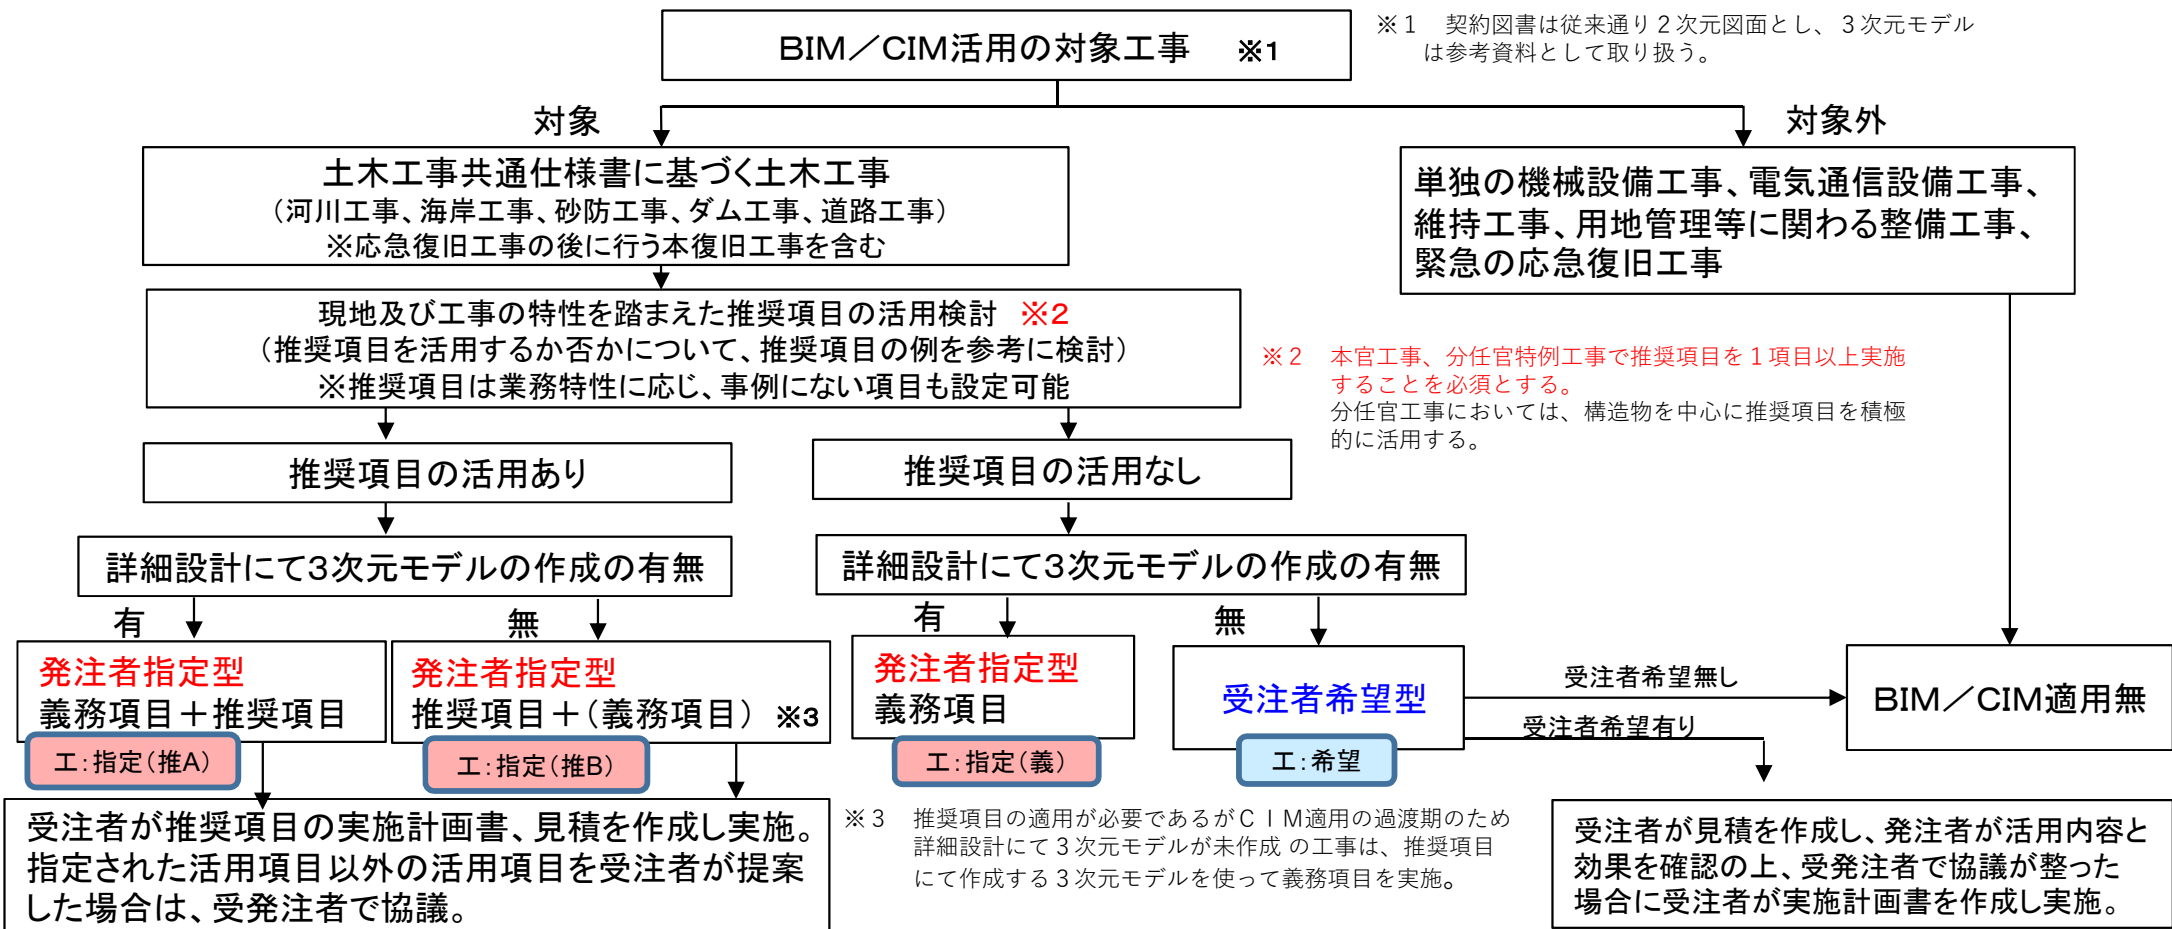 BIM／CIM活用の対象工事　※1
※１　契約図書は従来通り２次元図面とし、３次元モデル
は参考資料として取り扱う。
対象
対象外
土木工事共通仕様書に基づく土木工事
（河川工事、海岸工事、砂防工事、ダム工事、道路工事）
※応急復旧工事の後に行う本復旧工事を含む
単独の機械設備工事、電気通信設備工事、
維持工事、用地管理等に関わる整備工事、
緊急の応急復旧工事
現地及び工事の特性を踏まえた推奨項目の活用検討　※2
（推奨項目を活用するか否かについて、推奨項目の例を参考に検討）
※推奨項目は業務特性に応じ、事例にない項目も設定可能
※２　本官工事、分任官特例工事で推奨項目を１項目以上実施
することを必須とする。
分任官工事においては、構造物を中心に推奨項目を積極
的に活用する。
推奨項目の活用あり
推奨項目の活用なし
詳細設計にて3次元モデルの作成の有無
詳細設計にて3次元モデルの作成の有無
有
無
有
無
発注者指定型
義務項目＋推奨項目
工：指定（推A）
発注者指定型
推奨項目＋（義務項目）　※3
工：指定（推B）
発注者指定型
義務項目
工：指定（義）
受注者希望型
工：希望
受注者希望無し
受注者希望有り
BIM／CIM適用無
受注者が推奨項目の実施計画書、見積を作成し実施。
指定された活用項目以外の活用項目を受注者が提案
した場合は、受発注者で協議。
※３　推奨項目の適用が必要であるがＣＩＭ適用の過渡期のため
詳細設計にて３次元モデルが未作成 の工事は、推奨項目
にて作成する３次元モデルを使って義務項目を実施。
受注者が見積を作成し、発注者が活用内容と
効果を確認の上、受発注者で協議が整った
場合に受注者が実施計画書を作成し実施。